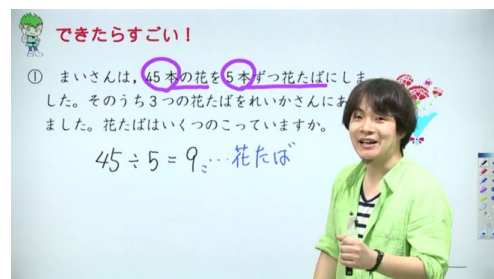 できたらすごい！
① まいさんは，45本の花を5本ずつ花たばにしま
した。そのうち3つの花たばをれいかさんにあ
ました。花たばはいくつのこっていますか。
45÷5=9…花たば